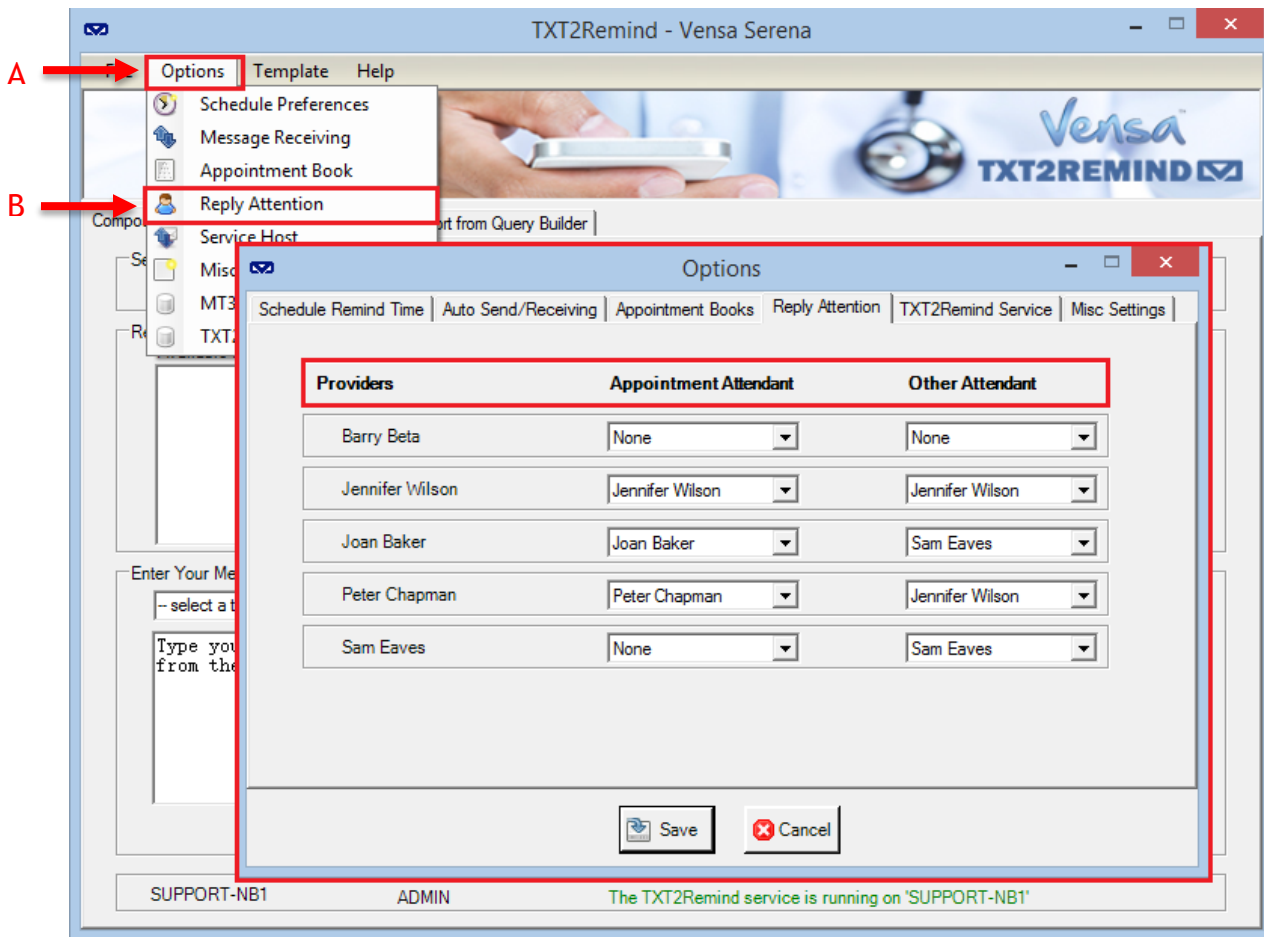 TXT2Remind - Vensa Serena
A
Options Template Help
Schedule Preferences
Message Receiving
Appointment Book
B
Reply Attention
Service Host
Misc
MT3
TXT2
Vensa
TXT2REMIND
rt from Query Builder
Options
Schedule Remind Time Auto Send/Receiving Appointment Books Reply Attention TXT2Remind Service Misc Settings
Providers Appointment Attendant Other Attendant
Barry Beta None None
Jennifer Wilson Jennifer Wilson Jennifer Wilson
Joan Baker Joan Baker Sam Eaves
Peter Chapman Peter Chapman Jennifer Wilson
Sam Eaves None Sam Eaves
Enter Your Me
-- select a t
Type you
from the
Save Cancel
SUPPORT-NB1 ADMIN The TXT2Remind service is running on 'SUPPORT-NB1'